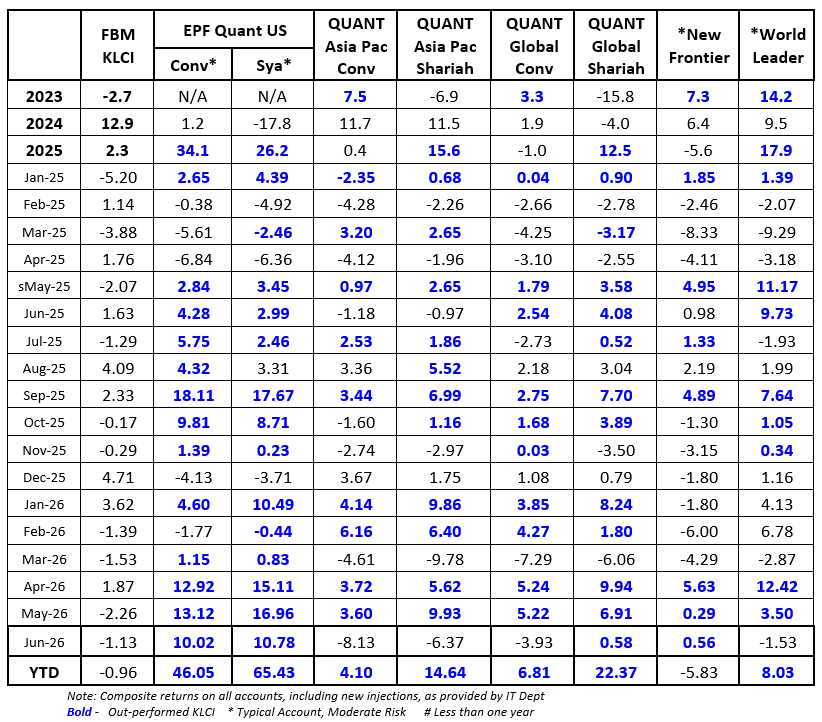 FBM KLCI EPF Quant US QUANT Asia Pac Conv QUANT Asia Pac Shariah QUANT Global Conv QUANT Global Shariah *New Frontier *World Leader
Conv* Sya*
2023 -2.7 N/A N/A 7.5 -6.9 3.3 -15.8 7.3 14.2
2024 12.9 1.2 -17.8 11.7 11.5 1.9 -4.0 6.4 9.5
2025 2.3 34.1 26.2 0.4 15.6 -1.0 12.5 -5.6 17.9
Jan-25 -5.20 2.65 4.39 -2.35 0.68 0.04 0.90 1.85 1.39
Feb-25 1.14 -0.38 -4.92 -4.28 -2.26 -2.66 -2.78 -2.46 -2.07
Mar-25 -3.88 -5.61 -2.46 3.20 2.65 -4.25 -3.17 -8.33 -9.29
Apr-25 1.76 -6.84 -6.36 -4.12 -1.96 -3.10 -2.55 -4.11 -3.18
sMay-25 -2.07 2.84 3.45 0.97 2.65 1.79 3.58 4.95 11.17
Jun-25 1.63 4.28 2.99 -1.18 -0.97 2.54 4.08 0.98 9.73
Jul-25 -1.29 5.75 2.46 2.53 1.86 -2.73 0.52 1.33 -1.93
Aug-25 4.09 4.32 3.31 3.36 5.52 2.18 3.04 2.19 1.99
Sep-25 2.33 18.11 17.67 3.44 6.99 2.75 7.70 4.89 7.64
Oct-25 -0.17 9.81 8.71 -1.60 1.16 1.68 3.89 -1.30 1.05
Nov-25 -0.29 1.39 0.23 -2.74 -2.97 0.03 -3.50 -3.15 0.34
Dec-25 4.71 -4.13 -3.71 3.67 1.75 1.08 0.79 -1.80 1.16
Jan-26 3.62 4.60 10.49 4.14 9.86 3.85 8.24 -1.80 4.13
Feb-26 -1.39 -1.77 -0.44 6.16 6.40 4.27 1.80 -6.00 6.78
Mar-26 -1.53 1.15 0.83 -4.61 -9.78 -7.29 -6.06 -4.29 -2.87
Apr-26 1.87 12.92 15.11 3.72 5.62 5.24 9.94 5.63 12.42
May-26 -2.26 13.12 16.96 3.60 9.93 5.22 6.91 0.29 3.50
Jun-26 -1.13 10.02 10.78 -8.13 -6.37 -3.93 0.58 0.56 -1.53
YTD -0.96 46.05 65.43 4.10 14.64 6.81 22.37 -5.83 8.03
Note: Composite returns on all accounts, including new injections, as provided by IT Dept
Bold - Out-performed KLCI * Typical Account, Moderate Risk # Less than one year